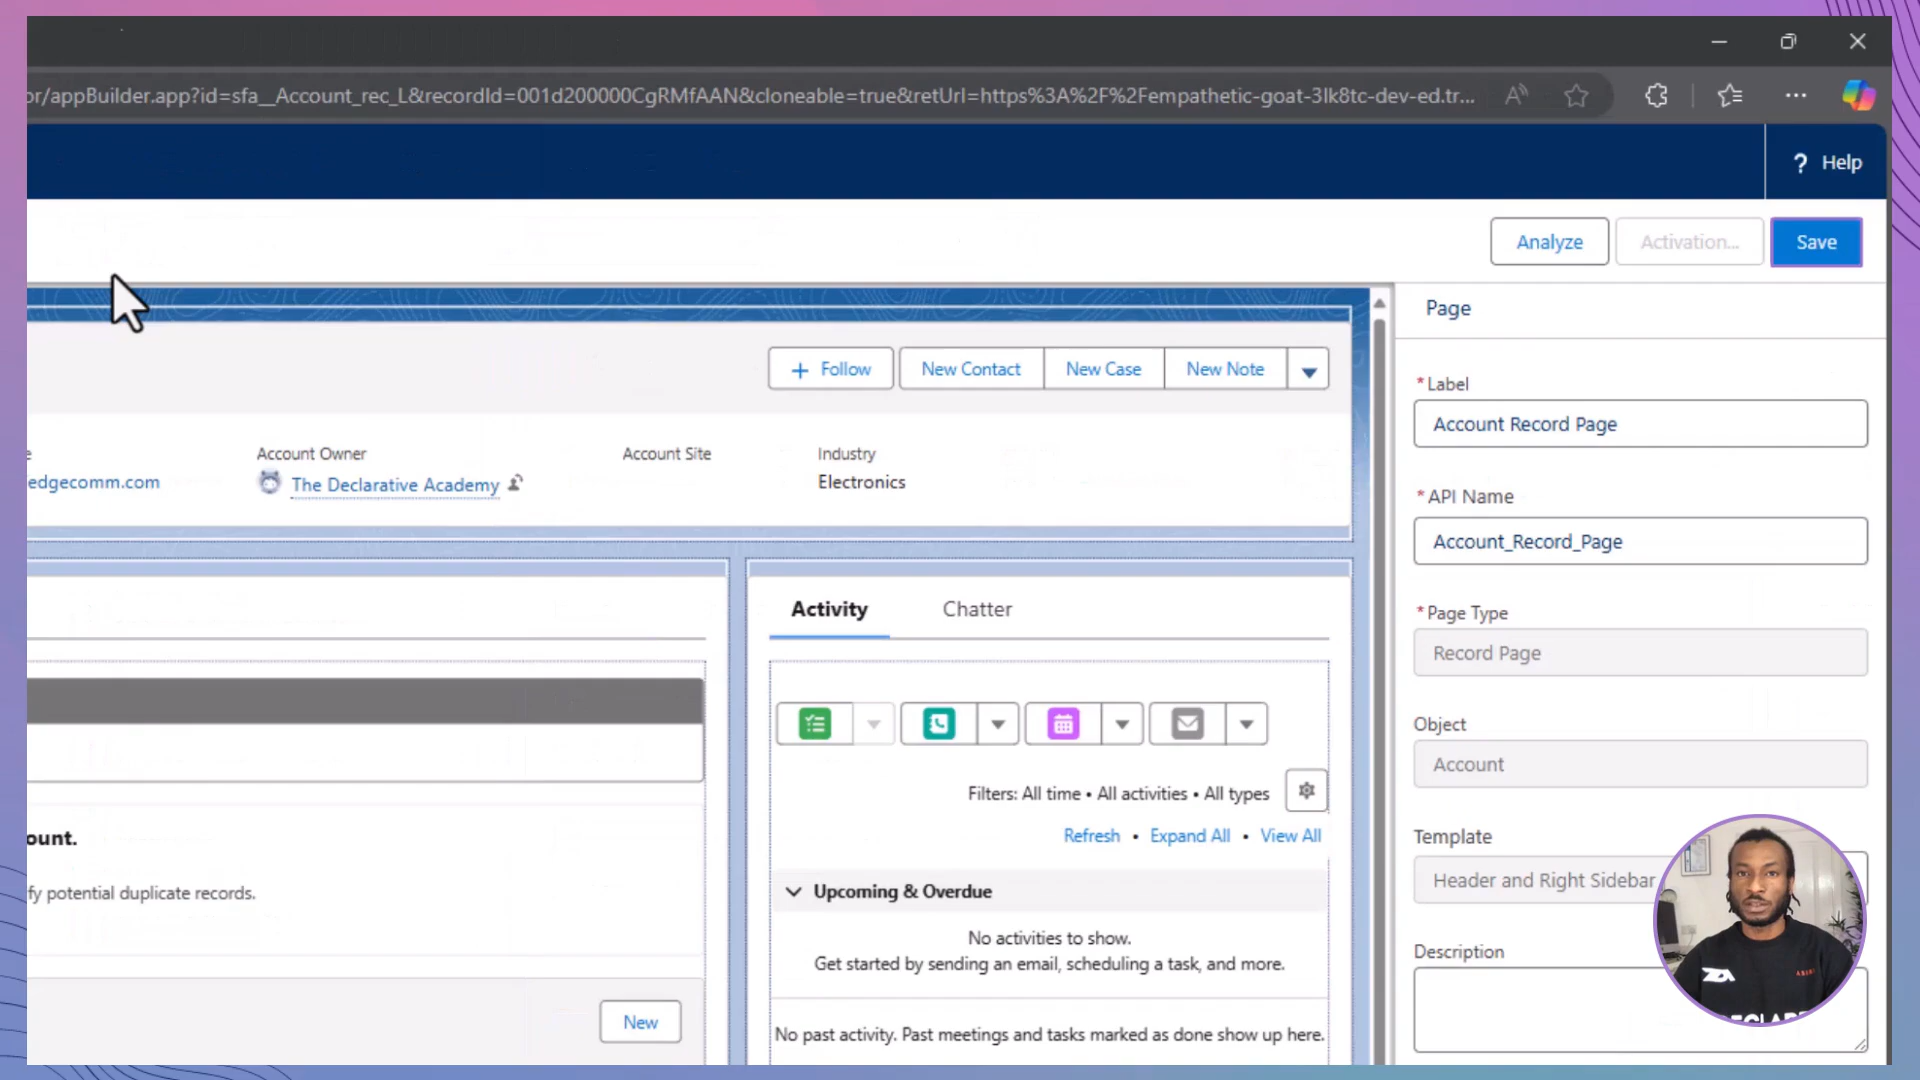 or/appBuilder.app?id=sfa__Account_rec_L&recordId=001d200000CgRMfAAN&cloneable=true&retUrl=https%3A%2F%2Fempathetic-goat-3lk8tc-dev-ed.tr...
? Help
Analyze
Activation...
Save
Page
+ Follow
New Contact
New Case
New Note
* Label
Account Record Page
e
Account Owner
Account Site
Industry
edgecomm.com
The Declarative Academy
Electronics
* API Name
Account_Record_Page
Activity
Chatter
* Page Type
Record Page
Object
Account
Filters: All time • All activities • All types
Refresh • Expand All • View All
ount.
Template
Header and Right Sidebar
fy potential duplicate records.
Upcoming & Overdue
No activities to show.
Get started by sending an email, scheduling a task, and more.
Description
New
No past activity. Past meetings and tasks marked as done show up here.